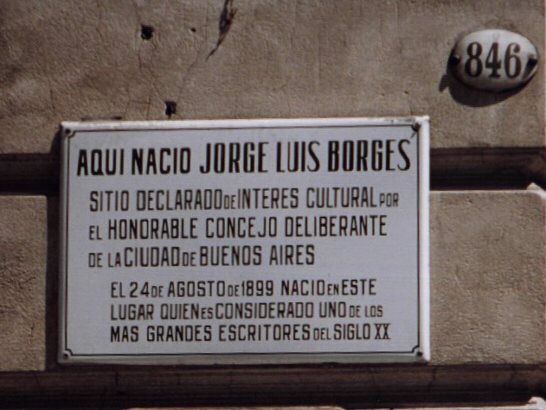 846
AQUI NACIO JORGE LUIS BORGES
SITIO DECLARADO DE INTERES CULTURAL POR
EL HONORABLE CONCEJO DELIBERANTE
DE LA CIUDAD DE BUENOS AIRES
EL 24 DE AGOSTO DE 1899 NACIO EN ESTE
LUGAR QUIEN ES CONSIDERADO UNO DE LOS
MAS GRANDES ESCRITORES DEL SIGLO XX